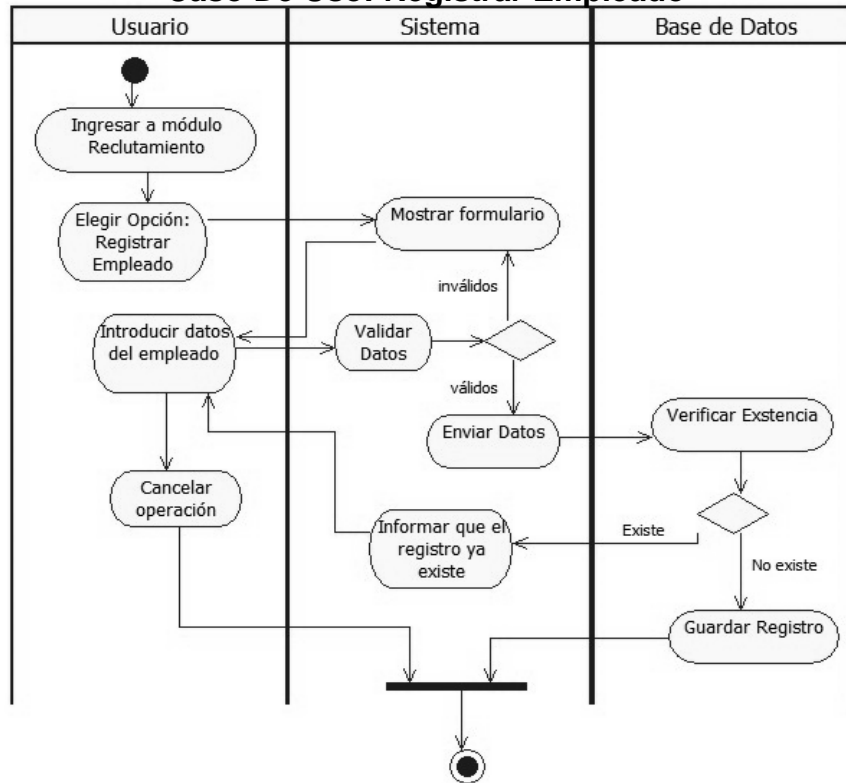 Caso De Uso: Registrar Empleado
Usuario
Sistema
Base de Datos
Ingresar a módulo
Reclutamiento
Elegir Opción:
Registrar
Empleado
Mostrar formulario
inválidos
Introducir datos
del empleado
Validar
Datos
válidos
Enviar Datos
Verificar Exstencia
Cancelar
operación
Informar que el
registro ya
existe
Existe
No existe
Guardar Registro